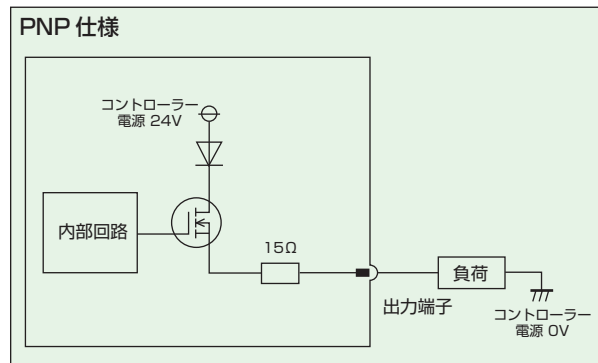 PNP 仕様
コントローラー
電源 24V
内部回路
15Ω
負荷
出力端子
コントローラー
電源 0V